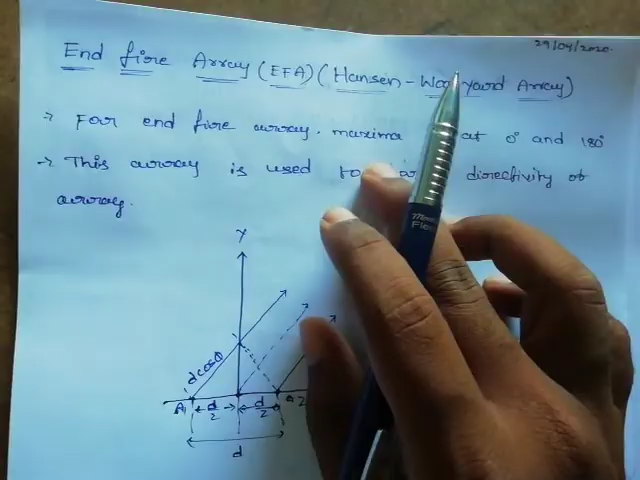 29/04/2020.
End fire Array (EFA) (Hansen - Woodyard Array)
→ For end fire array. maxima at 0° and 180°
→ This array is used to directivity of
array.
Y
d cosθ
A1 d/2 d/2 A2
d